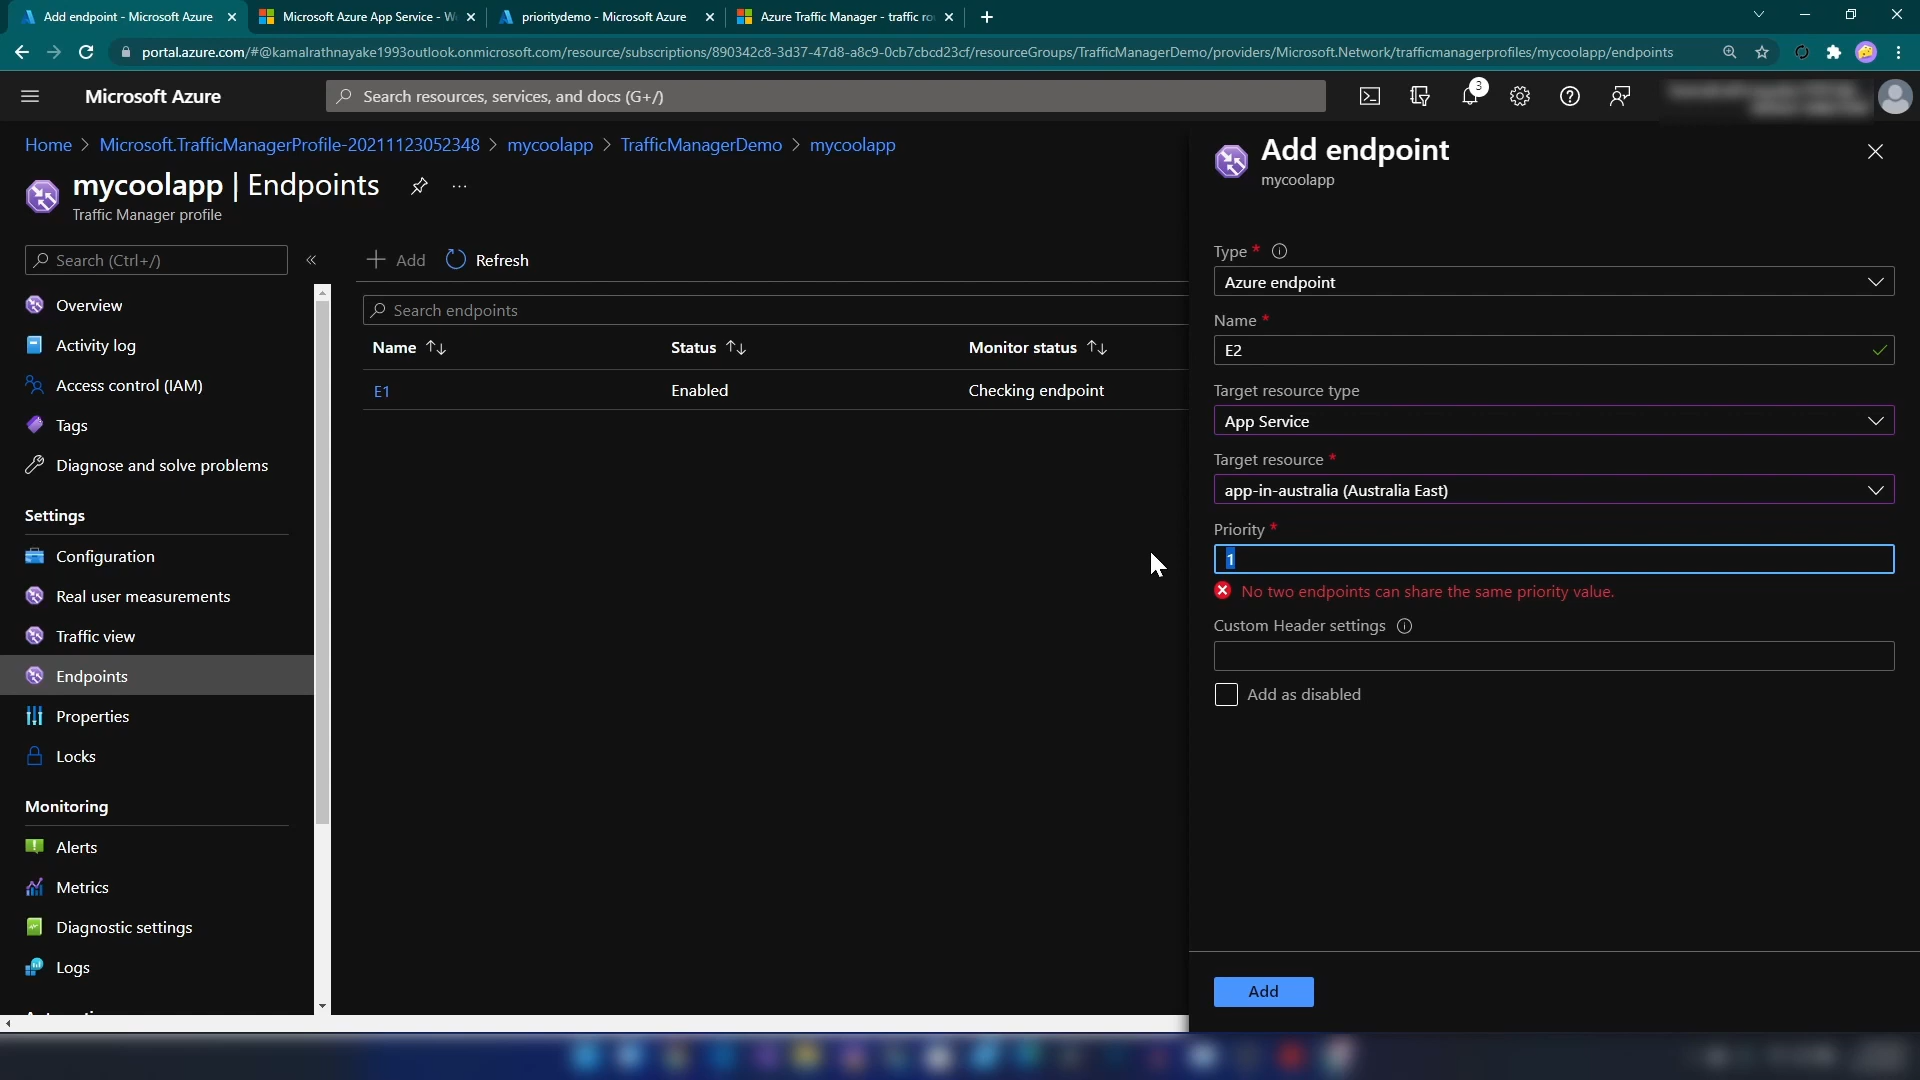 Add endpoint - Microsoft Azure
Microsoft Azure App Service - W
prioritydemo - Microsoft Azure
Azure Traffic Manager - traffic ro
portal.azure.com/#@kamalrathnayake1993outlook.onmicrosoft.com/resource/subscriptions/890342c8-3d37-47d8-a8c9-0cb7cbcd23cf/resourceGroups/TrafficManagerDemo/providers/Microsoft.Network/trafficmanagerprofiles/mycoolapp/endpoints
Microsoft Azure
Search resources, services, and docs (G+/)
3
Home > Microsoft.TrafficManagerProfile-20211123052348 > mycoolapp > TrafficManagerDemo > mycoolapp
mycoolapp | Endpoints
Traffic Manager profile
Search (Ctrl+/)
Overview
Activity log
Access control (IAM)
Tags
Diagnose and solve problems
Settings
Configuration
Real user measurements
Traffic view
Endpoints
Properties
Locks
Monitoring
Alerts
Metrics
Diagnostic settings
Logs
Add
Refresh
Search endpoints
Name Status Monitor status
E1 Enabled Checking endpoint
Add endpoint
mycoolapp
Type *
Azure endpoint
Name *
E2
Target resource type
App Service
Target resource *
app-in-australia (Australia East)
Priority *
1
No two endpoints can share the same priority value.
Custom Header settings
Add as disabled
Add